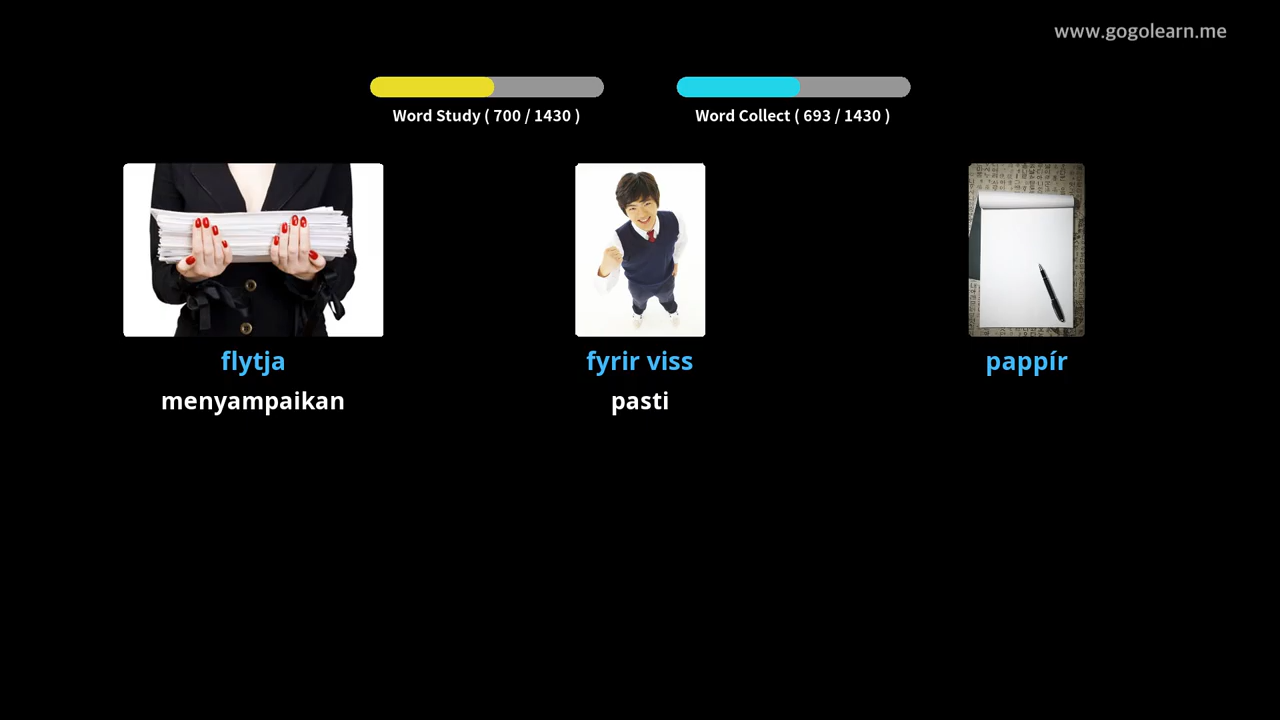 www.gogolearn.me
Word Study ( 700 / 1430 )
Word Collect ( 693 / 1430 )
flytja
menyampaikan
fyrir viss
pasti
pappír